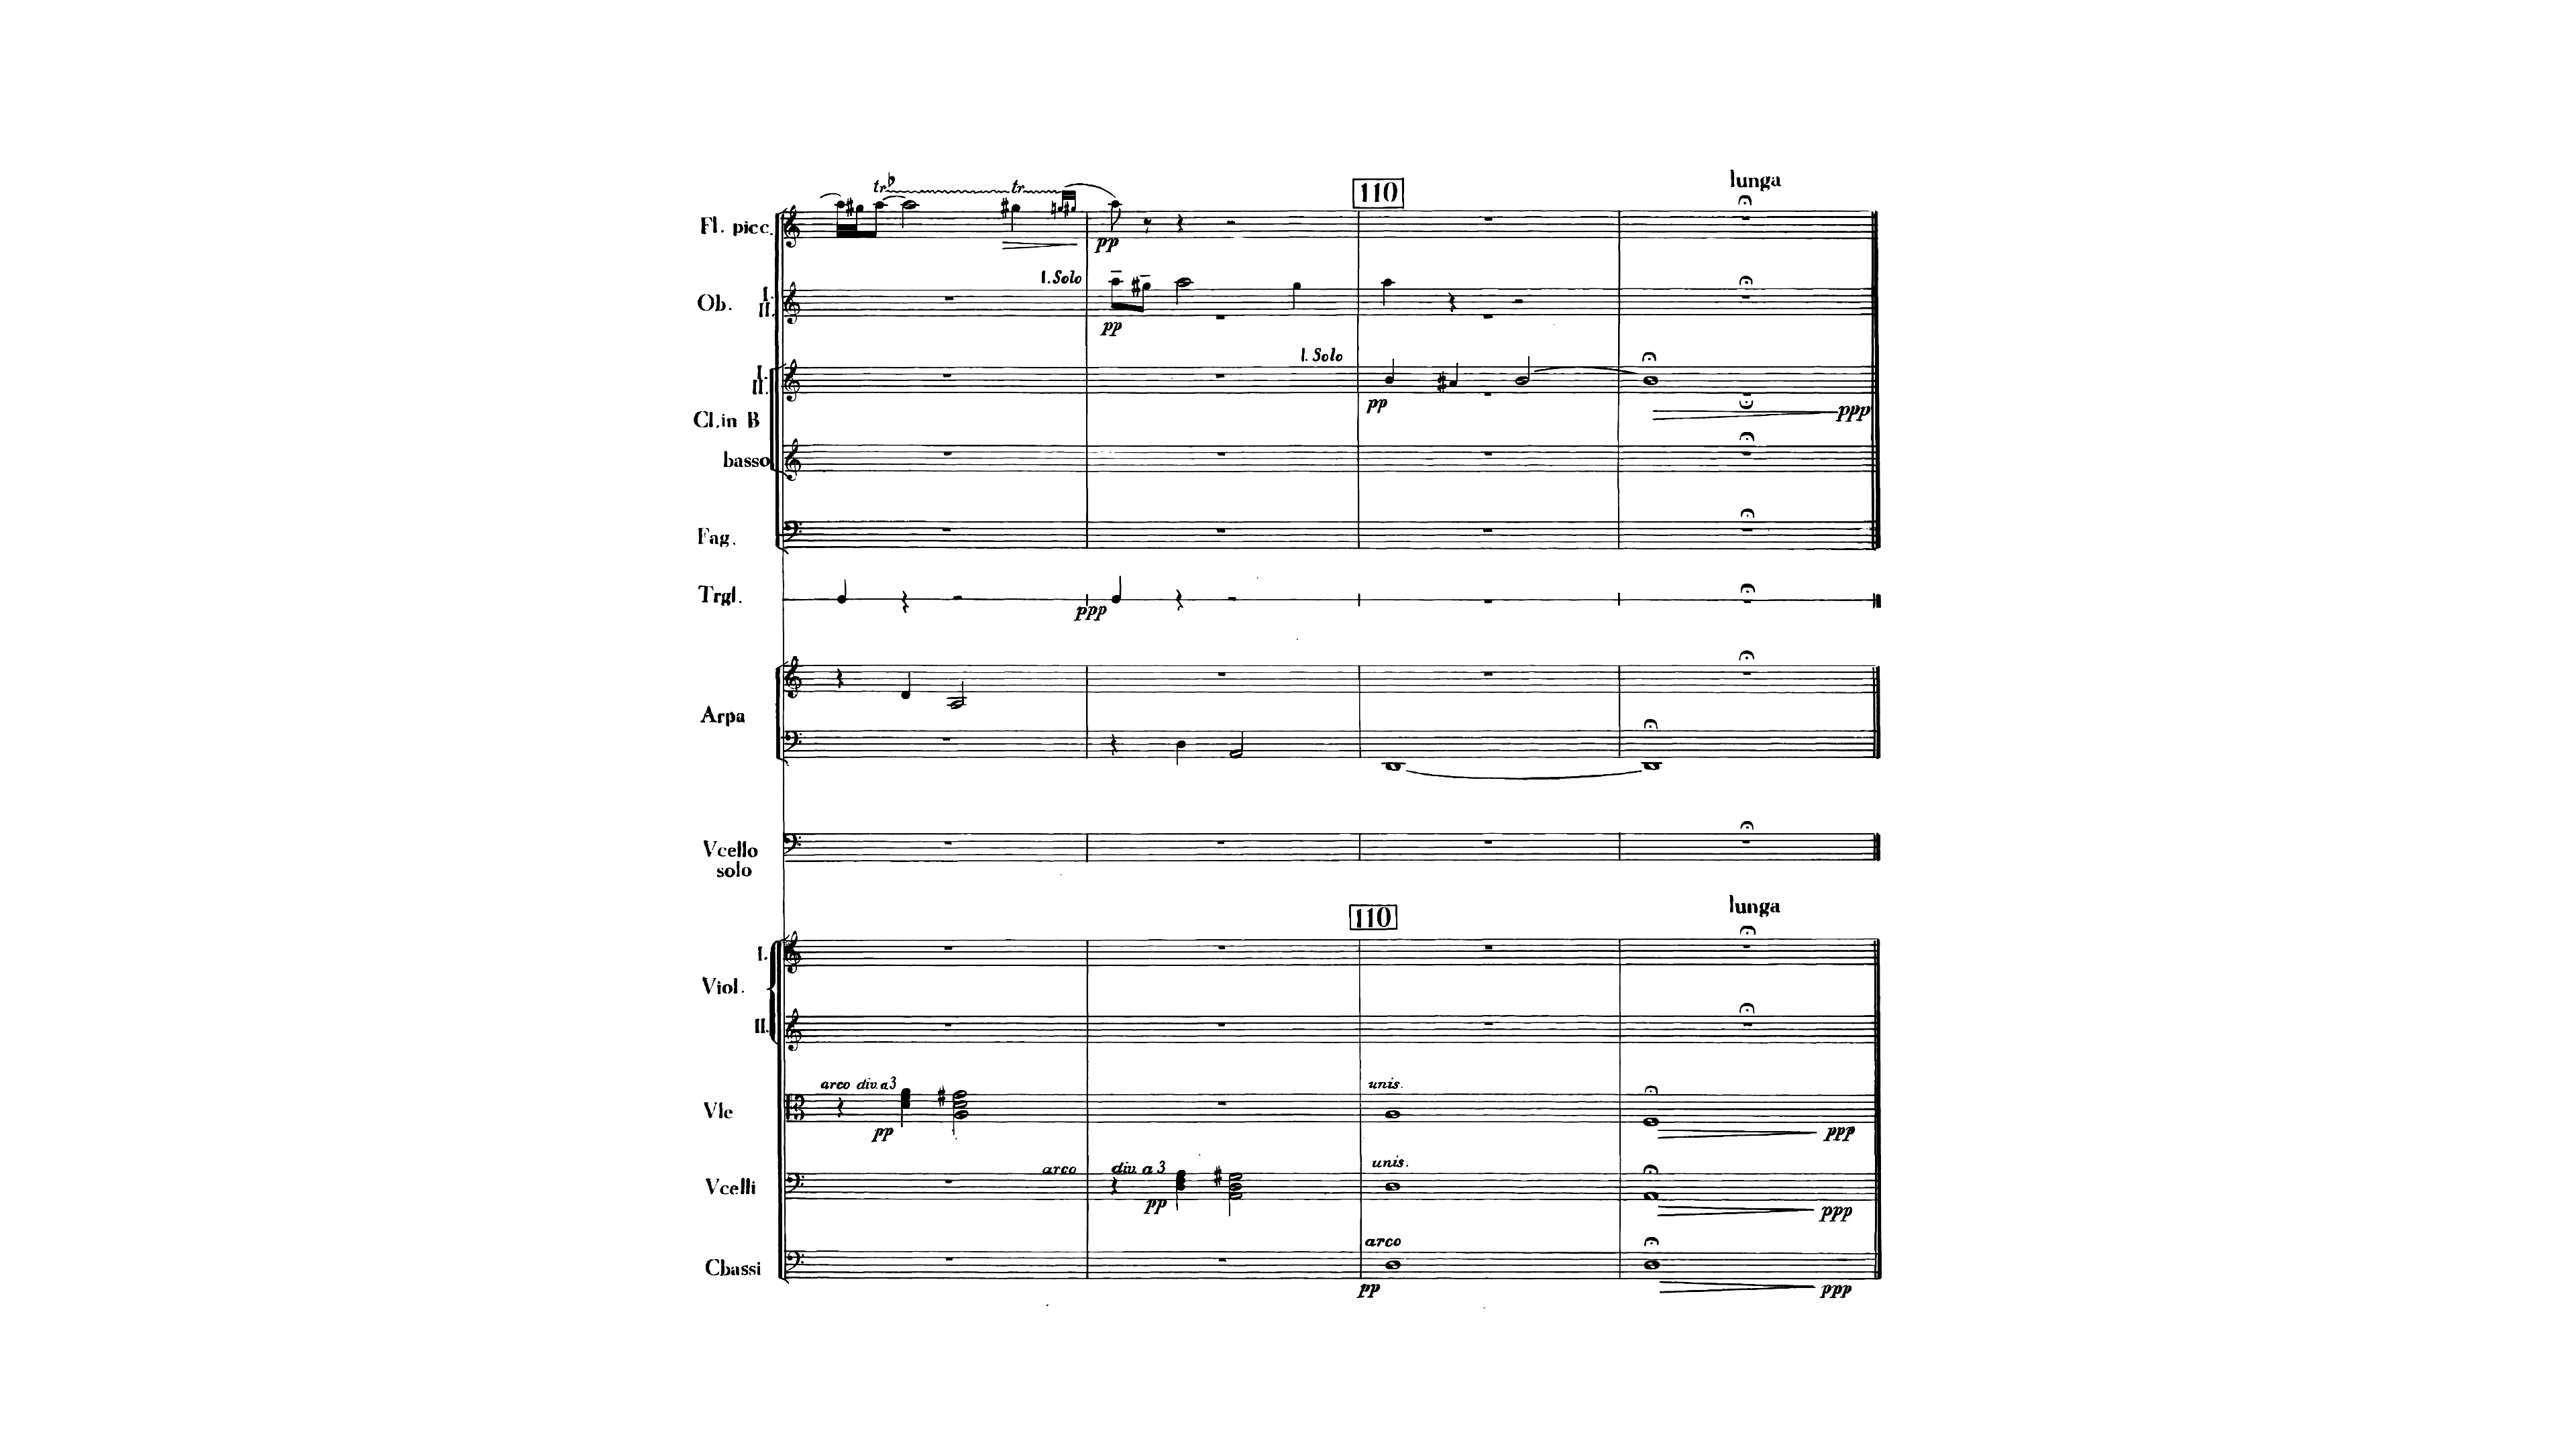 lunga
110
tr♭ tr
Fl. picc.
pp
1. Solo
Ob. I. II.
pp
1. Solo
I. II.
pp
ppp
Cl. in B
basso
Fag.
Trgl.
ppp
Arpa
Vcello
solo
110
lunga
I.
Viol.
II.
arco div. a 3
unis.
Vle
pp
ppp
arco div. a 3
unis.
Vcelli
pp
ppp
arco
Cbassi
pp
ppp